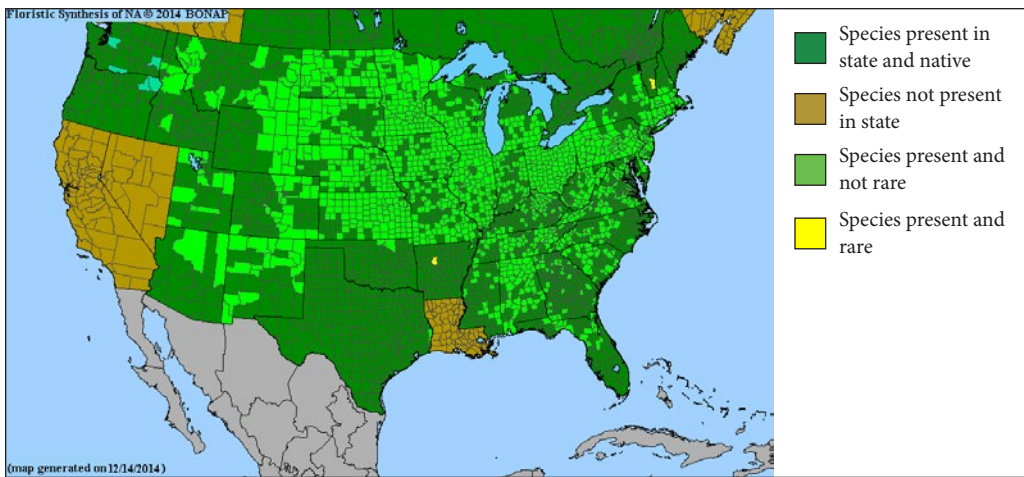 Floristic Synthesis of NA © 2014 BONAP
Species present in
state and native
Species not present
in state
Species present and
not rare
Species present and
rare
(map generated on 12/14/2014)